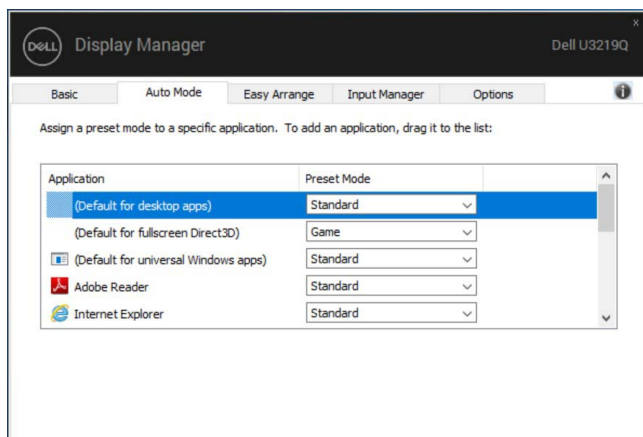 DELL Display Manager Dell U3219Q
Basic Auto Mode Easy Arrange Input Manager Options
Assign a preset mode to a specific application. To add an application, drag it to the list:
Application Preset Mode
(Default for desktop apps) Standard
(Default for fullscreen Direct3D) Game
(Default for universal Windows apps) Standard
Adobe Reader Standard
Internet Explorer Standard